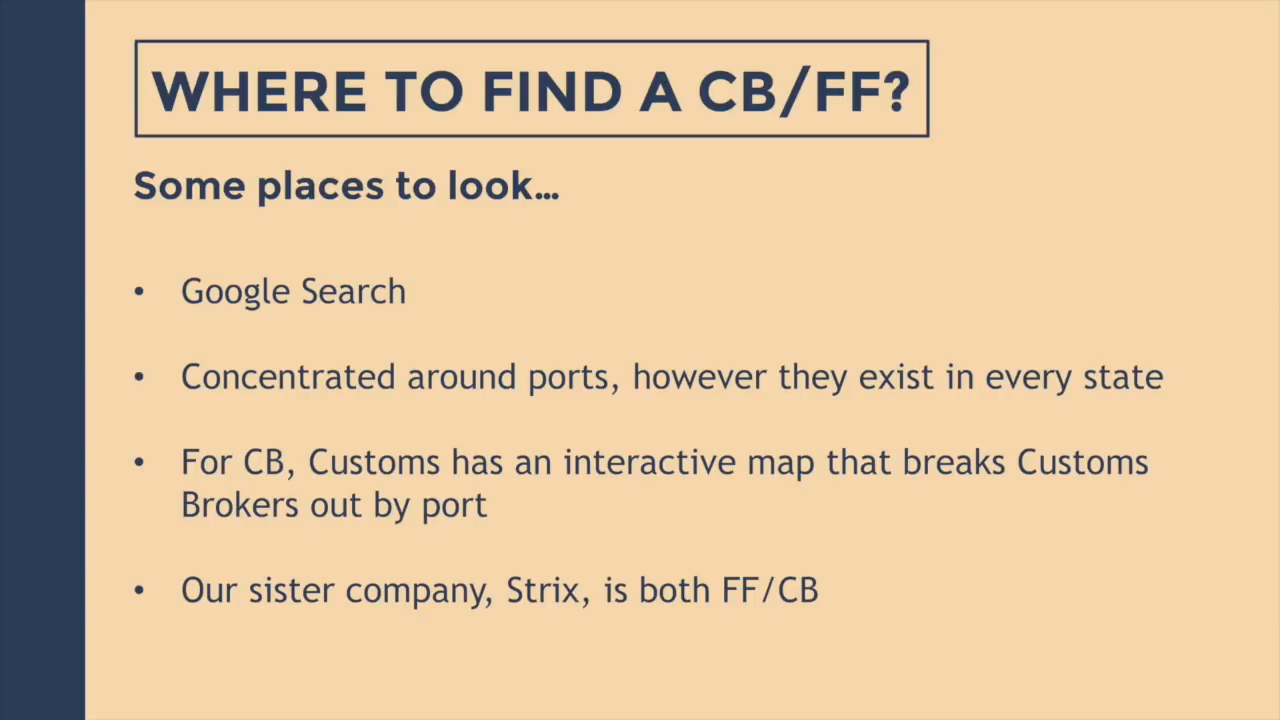 WHERE TO FIND A CB/FF?
Some places to look…
• Google Search
• Concentrated around ports, however they exist in every state
• For CB, Customs has an interactive map that breaks Customs
Brokers out by port
• Our sister company, Strix, is both FF/CB